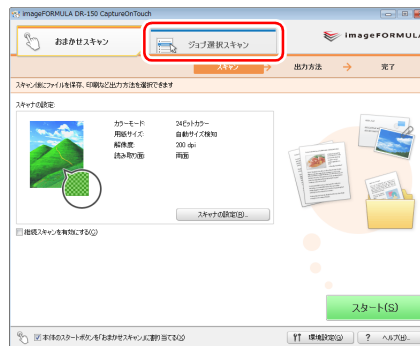 imageFORMULA DR-150 CaptureOnTouch
おまかせスキャン
ジョブ選択スキャン
imageFORMULA
スキャン
出力方法
完了
スキャン後にファイルを保存、印刷など出力方法を選択できます
スキャナの設定
カラーモード: 24ビットカラー
用紙サイズ: 自動サイズ検知
解像度: 200 dpi
読み取り面: 両面
スキャナの設定(R)...
継続スキャンを有効にする(C)
スタート(S)
本体のスタートボタンを「おまかせスキャン」に割り当てる(X)
環境設定(G)
? ヘルプ(H)...